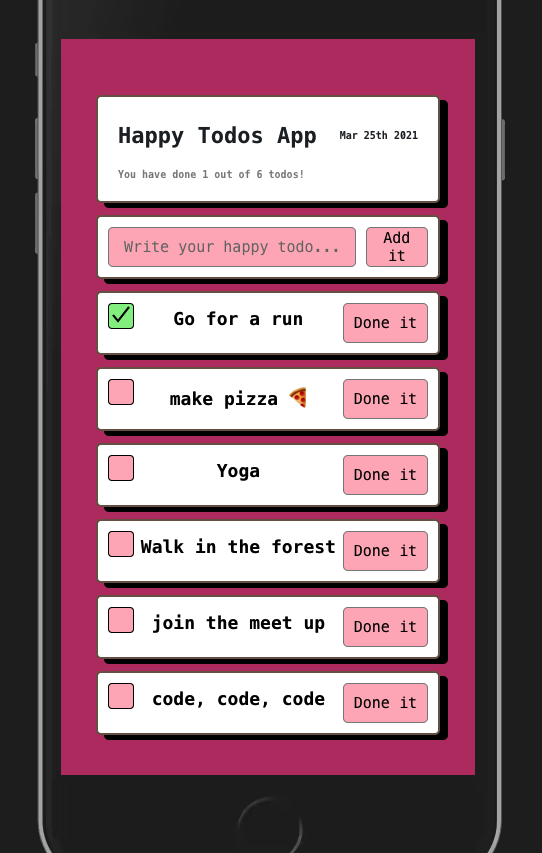 Happy Todos App
Mar 25th 2021
You have done 1 out of 6 todos!
Write your happy todo...
Add
it
Go for a run
Done it
make pizza 🍕
Done it
Yoga
Done it
Walk in the forest
Done it
join the meet up
Done it
code, code, code
Done it